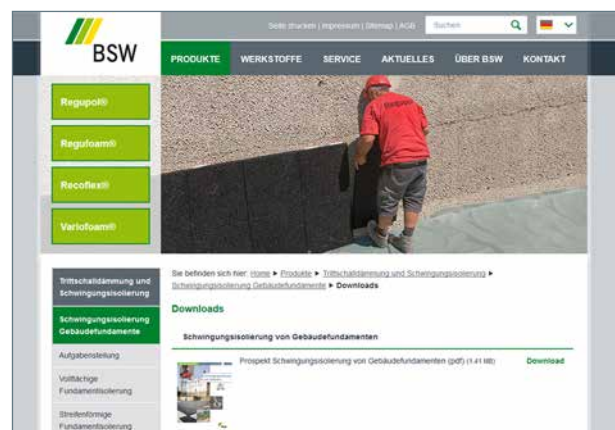 Seite drucken | Impressum | Sitemap | AGB
Suchen
BSW
PRODUKTE WERKSTOFFE SERVICE AKTUELLES ÜBER BSW KONTAKT
Regupol®
Regufoam®
Recoflex®
Variofoam®
Trittschalldämmung und
Schwingungsisolierung
Schwingungsisolierung
Gebäudefundamente
Aufgabenstellung
Vollflächige
Fundamentisolierung
Streifenförmige
Fundamentisolierung
Sie befinden sich hier: Home ▶ Produkte ▶ Trittschalldämmung und Schwingungsisolierung ▶
Schwingungsisolierung Gebäudefundamente ▶ Downloads
Downloads
Schwingungsisolierung von Gebäudefundamenten
Prospekt Schwingungsisolierung von Gebäudefundamenten (pdf) (1.41 MB) Download